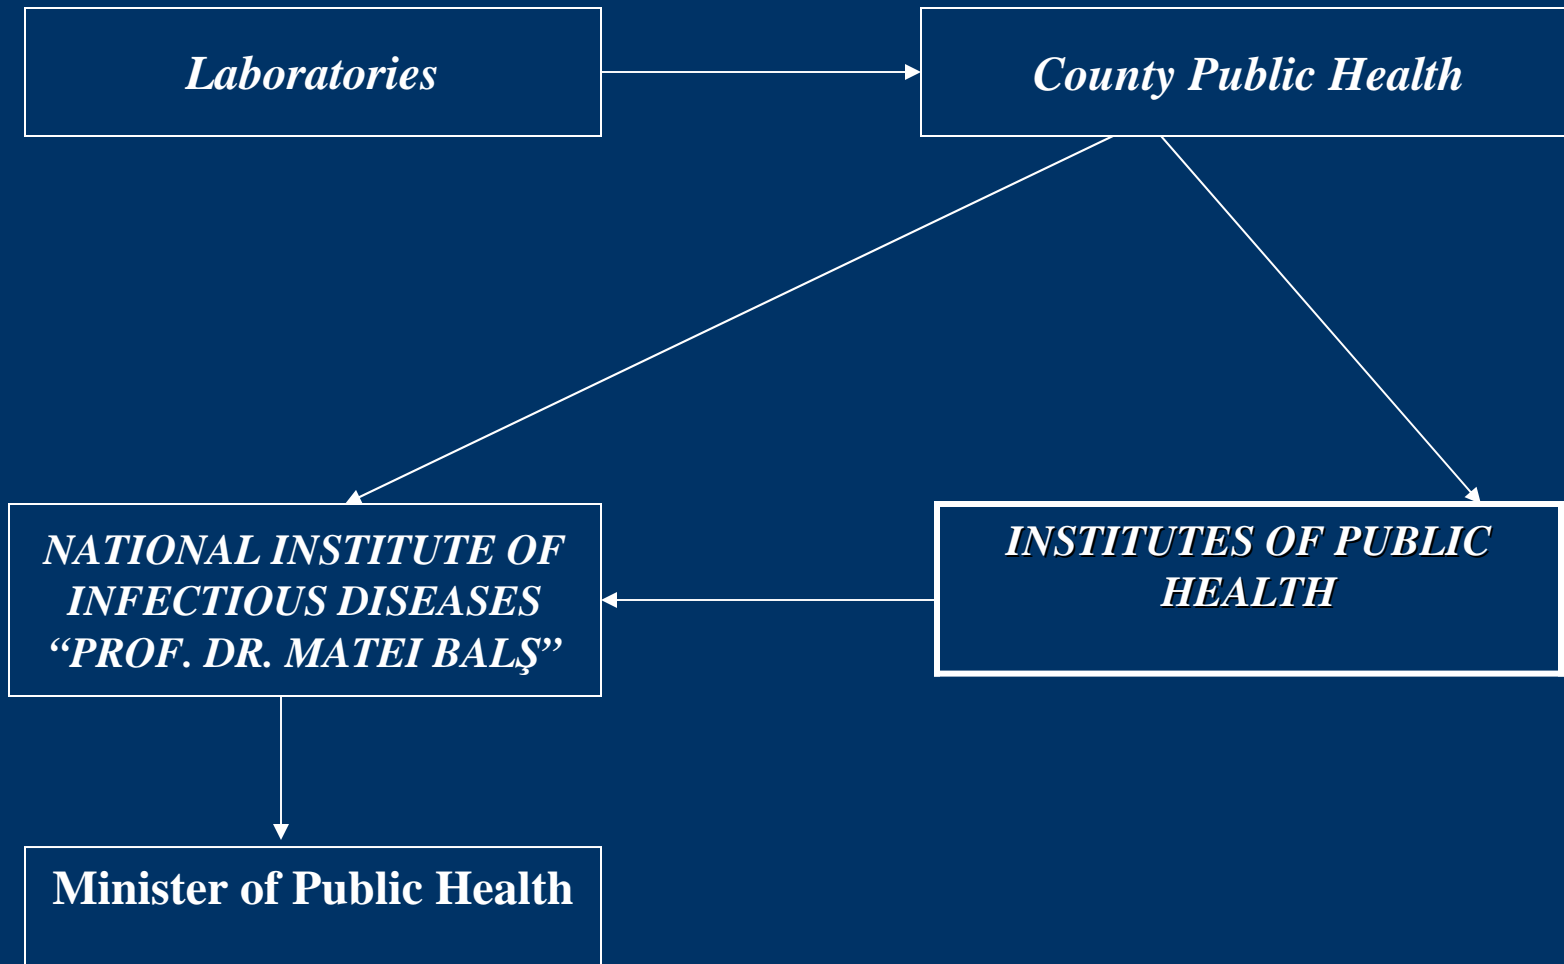 Laboratories
County Public Health
NATIONAL INSTITUTE OF
INFECTIOUS DISEASES
“PROF. DR. MATEI BALŞ”
INSTITUTES OF PUBLIC
HEALTH
Minister of Public Health